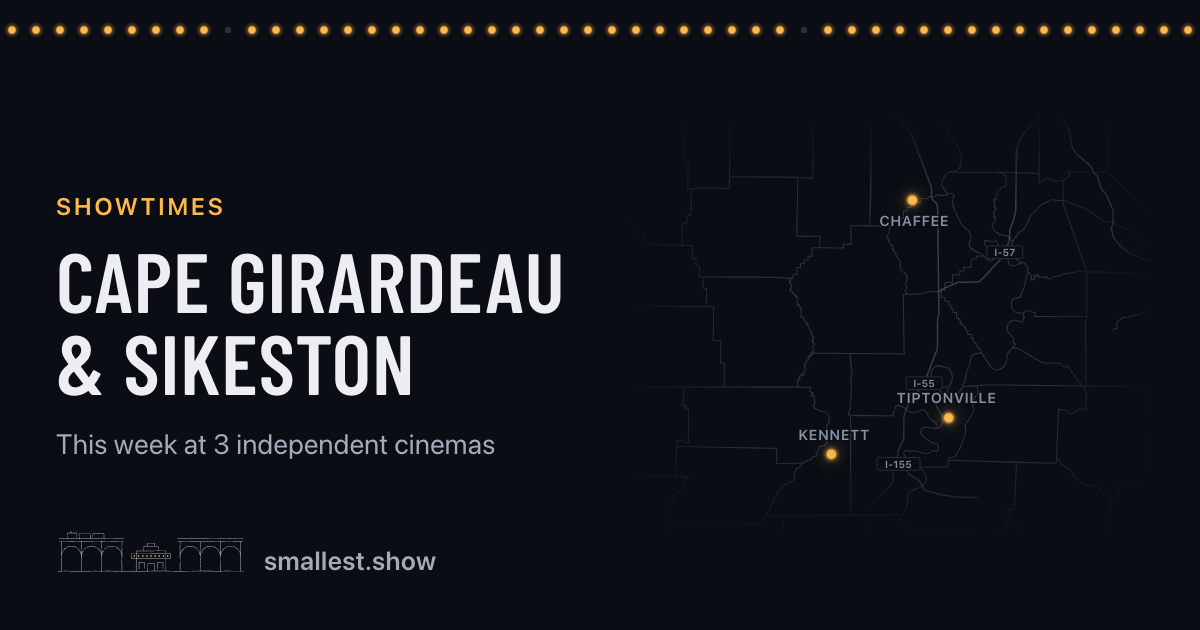 SHOWTIMES
CAPE GIRARDEAU
& SIKESTON
This week at 3 independent cinemas
smallest.show
CHAFFEE
I-57
I-55
TIPTONVILLE
KENNETT
I-155